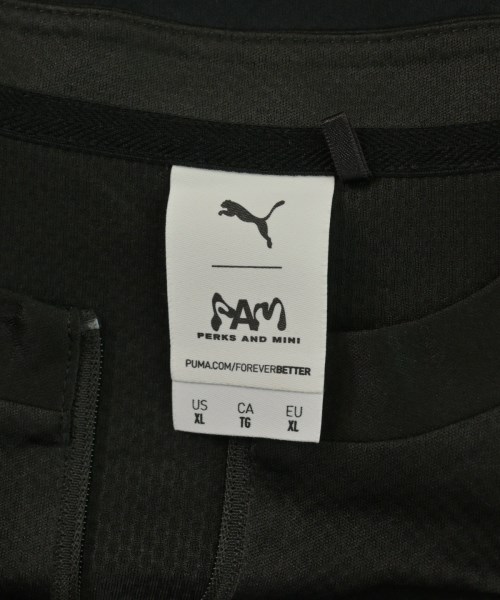 PAM
PERKS AND MINI
PUMA.COM/FOREVERBETTER
US CA EU
XL TG XL